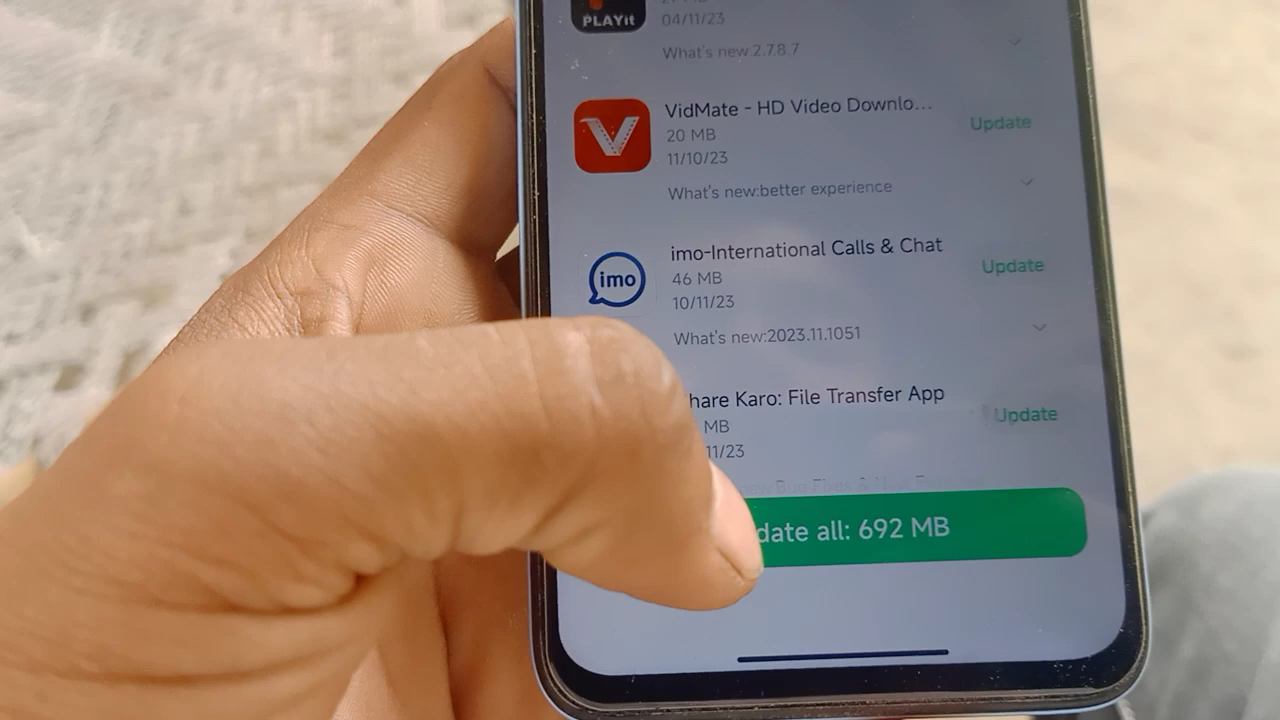 PLAYit
04/11/23
What's new:2.7.8.7
VidMate - HD Video Downlo...
20 MB
Update
11/10/23
What's new:better experience
imo-International Calls & Chat
imo
46 MB
Update
10/11/23
What's new:2023.11.1051
hare Karo: File Transfer App
MB
Update
11/23
date all: 692 MB